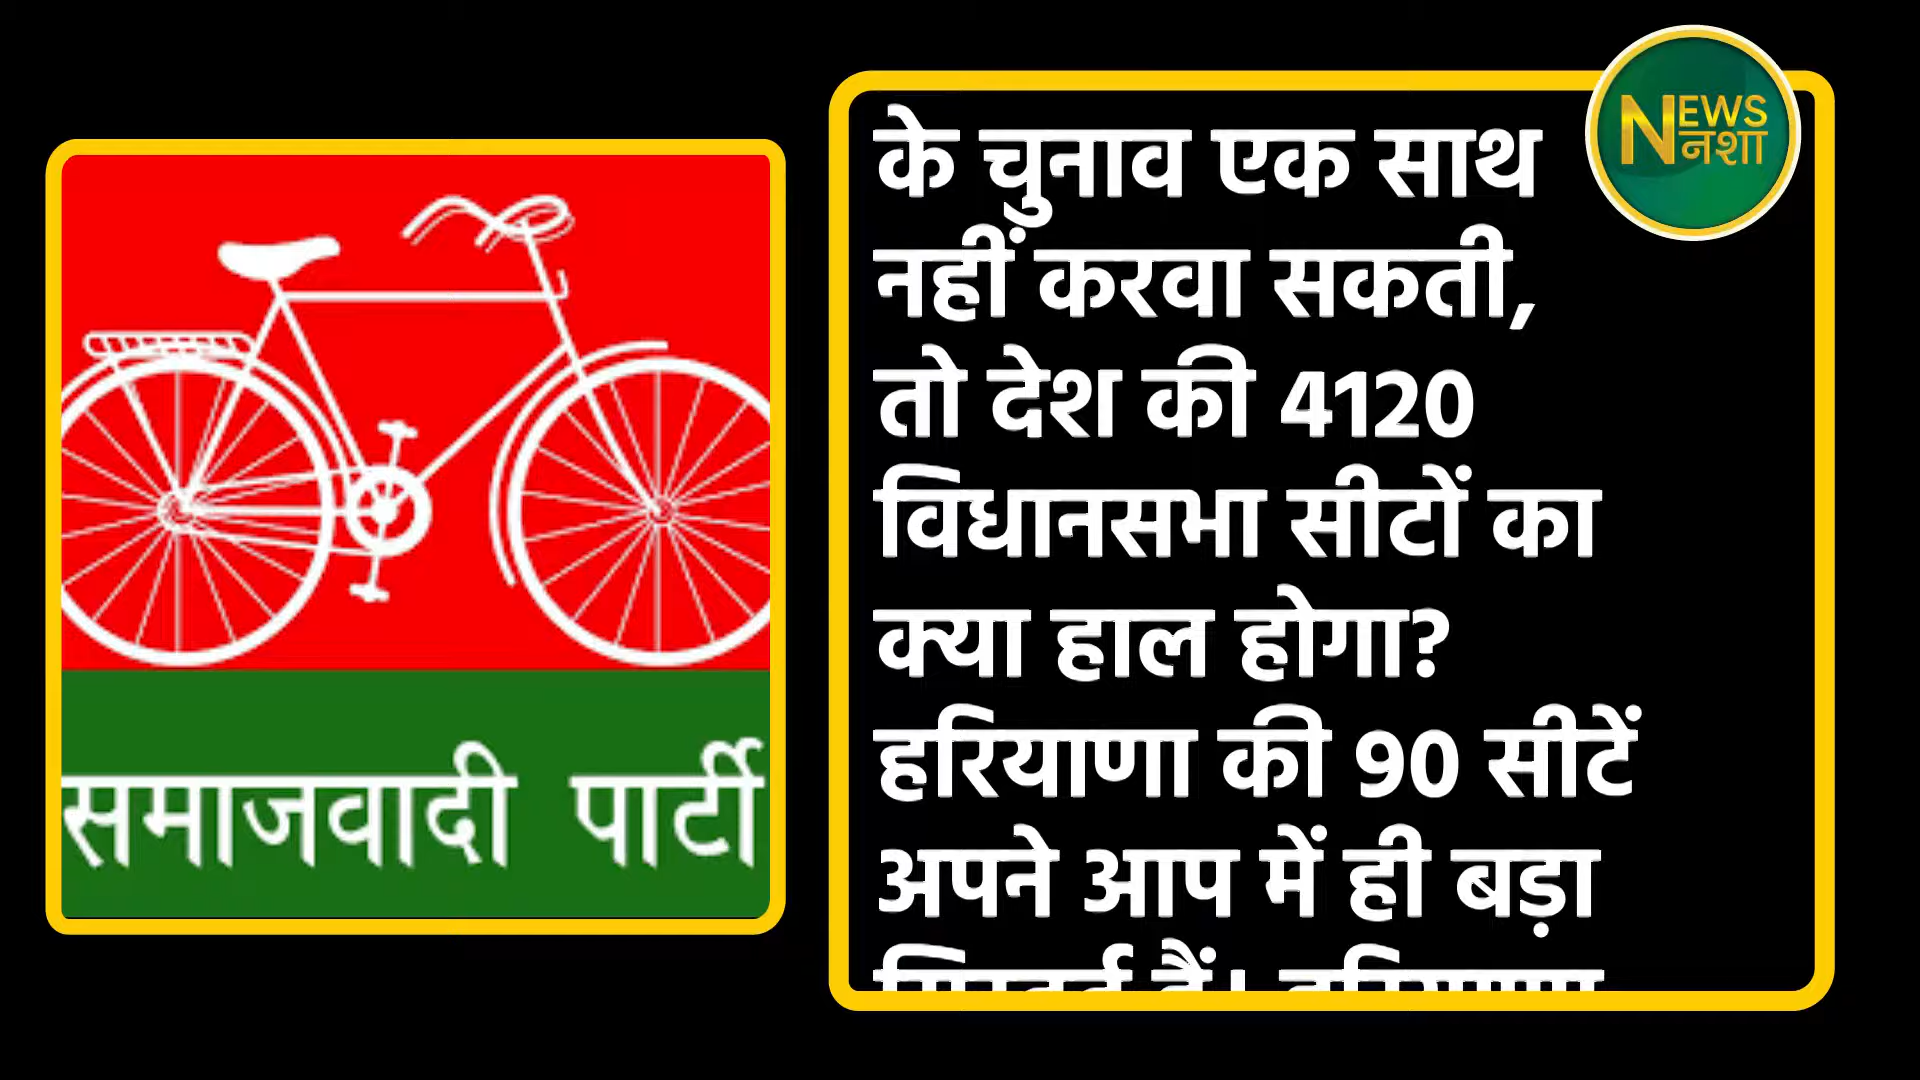 समाजवादी पार्टी
NEWS
नशा
के चुनाव एक साथ
नहीं करवा सकती,
तो देश की 4120
विधानसभा सीटों का
क्या हाल होगा?
हरियाणा की 90 सीटें
अपने आप में ही बड़ा